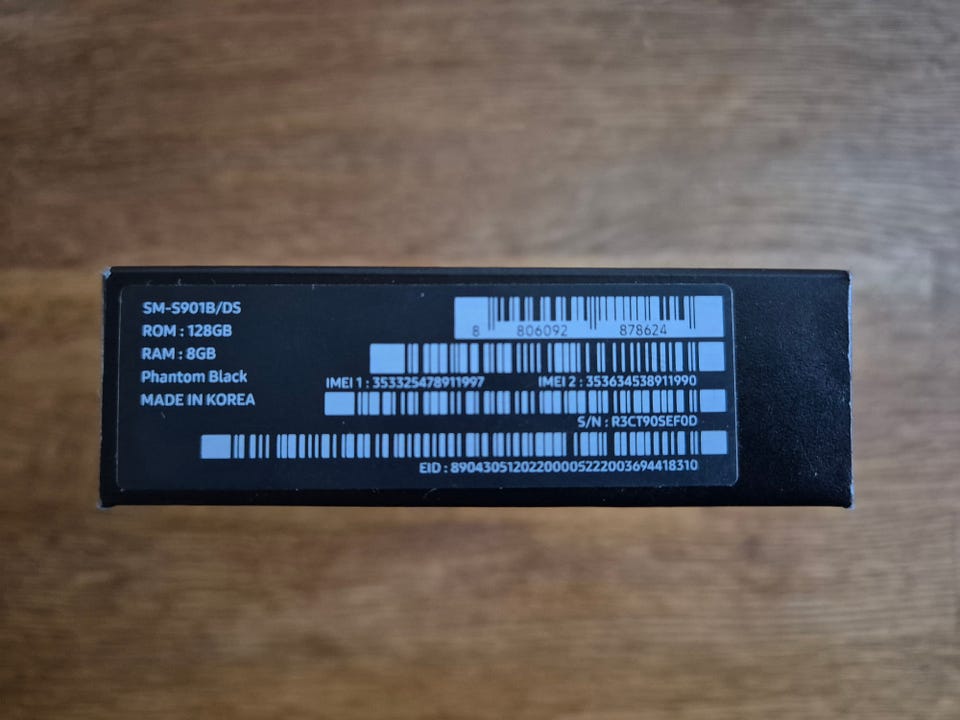 SM-S901B/DS
ROM : 128GB
RAM : 8GB
Phantom Black
MADE IN KOREA
8 806092 878624
IMEI 1 : 353325478911997 IMEI 2 : 353634538911990
S/N : R3CT90SEF0D
EID : 89043051202200005222003694418310